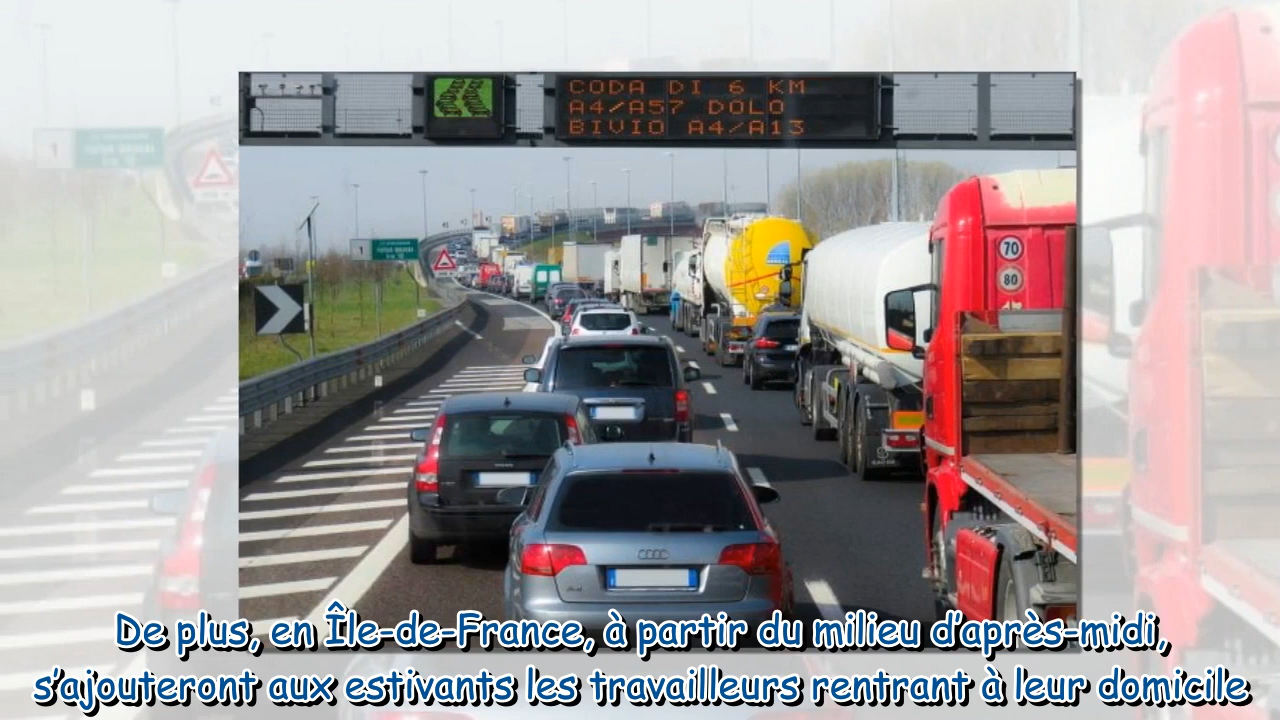 CODA DI 6 KM
A4/A57 DOLO
BIVIO A4/A13
70
80
De plus, en Île-de-France, à partir du milieu d'après-midi,
s'ajouteront aux estivants les travailleurs rentrant à leur domicile